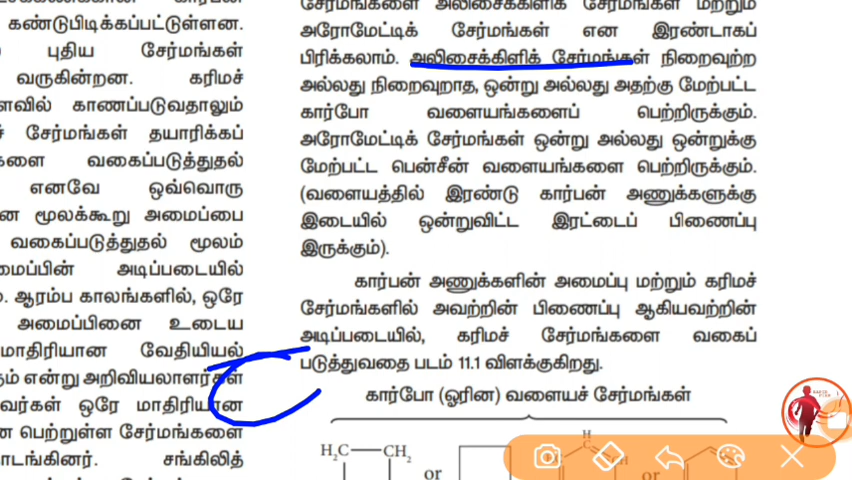 கண்டுபிடிக்கப்பட்டுள்ளன.
புதிய சேர்மங்கள்
வருகின்றன. கரிமச்
காணப்படுவதாலும்
சேர்மங்கள் தயாரிக்கப்
வகைப்படுத்துதல்
எனவே ஒவ்வொரு
மூலக்கூறு அமைப்பை
வகைப்படுத்துதல் மூலம்
அடிப்படையில்
ஆரம்ப காலங்களில், ஒரே
அமைப்பினை உடைய
மாதிரியான வேதியியல்
என்று அறிவியலாளர்கள்
ஒரே மாதிரியான
பெற்றுள்ள சேர்மங்களை
சங்கிலித்
சேர்மங்களை அலிசைக்கிளிக் சேர்மங்கள் மற்றும்
அரோமேட்டிக் சேர்மங்கள் என இரண்டாகப்
பிரிக்கலாம். அலிசைக்கிளிக் சேர்மங்கள் நிறைவுற்ற
அல்லது நிறைவுறாத, ஒன்று அல்லது அதற்கு மேற்பட்ட
கார்போ வளையங்களைப் பெற்றிருக்கும்.
அரோமேட்டிக் சேர்மங்கள் ஒன்று அல்லது ஒன்றுக்கு
மேற்பட்ட பென்சீன் வளையங்களை பெற்றிருக்கும்.
(வளையத்தில் இரண்டு கார்பன் அணுக்களுக்கு
இடையில் ஒன்றுவிட்ட இரட்டைப் பிணைப்பு
இருக்கும்).
கார்பன் அணுக்களின் அமைப்பு மற்றும் கரிமச்
சேர்மங்களில் அவற்றின் பிணைப்பு ஆகியவற்றின்
அடிப்படையில், கரிமச் சேர்மங்களை வகைப்
படுத்துவதை படம் 11.1 விளக்குகிறது.
கார்போ (ஓரின) வளையச் சேர்மங்கள்
H₂C — CH₂
or
H
C
or